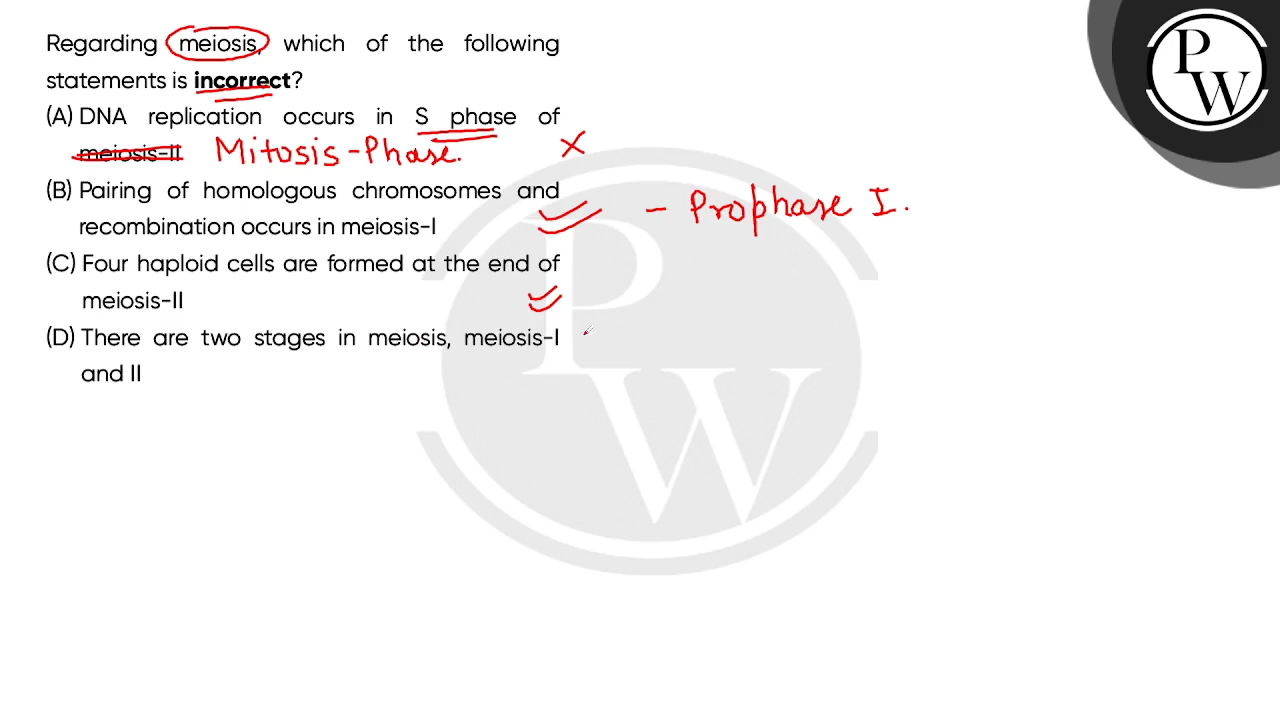 Regarding meiosis, which of the following
statements is incorrect?
(A) DNA replication occurs in S phase of
meiosis-II Mitosis-Phase. X
(B) Pairing of homologous chromosomes and
recombination occurs in meiosis-I - Prophase I.
(C) Four haploid cells are formed at the end of
meiosis-II
(D) There are two stages in meiosis, meiosis-I
and II
P
W
P
W